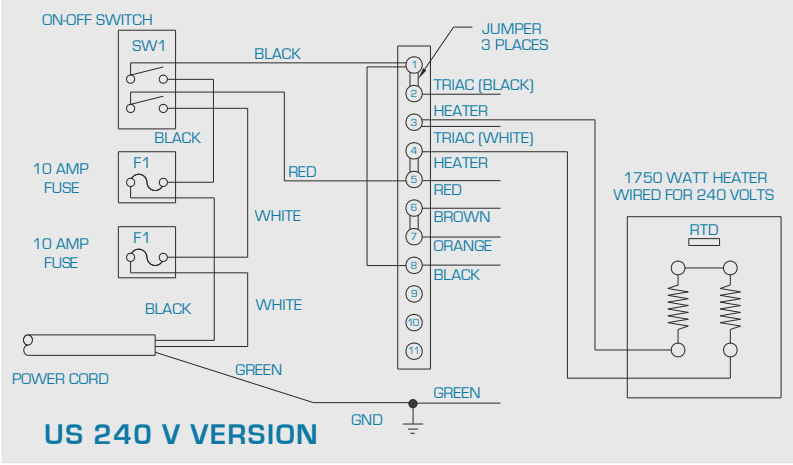 ON-OFF SWITCH
SW1
JUMPER
3 PLACES
BLACK
1
2
TRIAC (BLACK)
3
HEATER
BLACK
TRIAC (WHITE)
4
F1
10 AMP
FUSE
HEATER
RED
5
RED
1750 WATT HEATER
WIRED FOR 240 VOLTS
6
WHITE
BROWN
RTD
F1
10 AMP
FUSE
7
ORANGE
8
BLACK
9
BLACK
WHITE
10
11
POWER CORD
GREEN
GREEN
GND
US 240 V VERSION